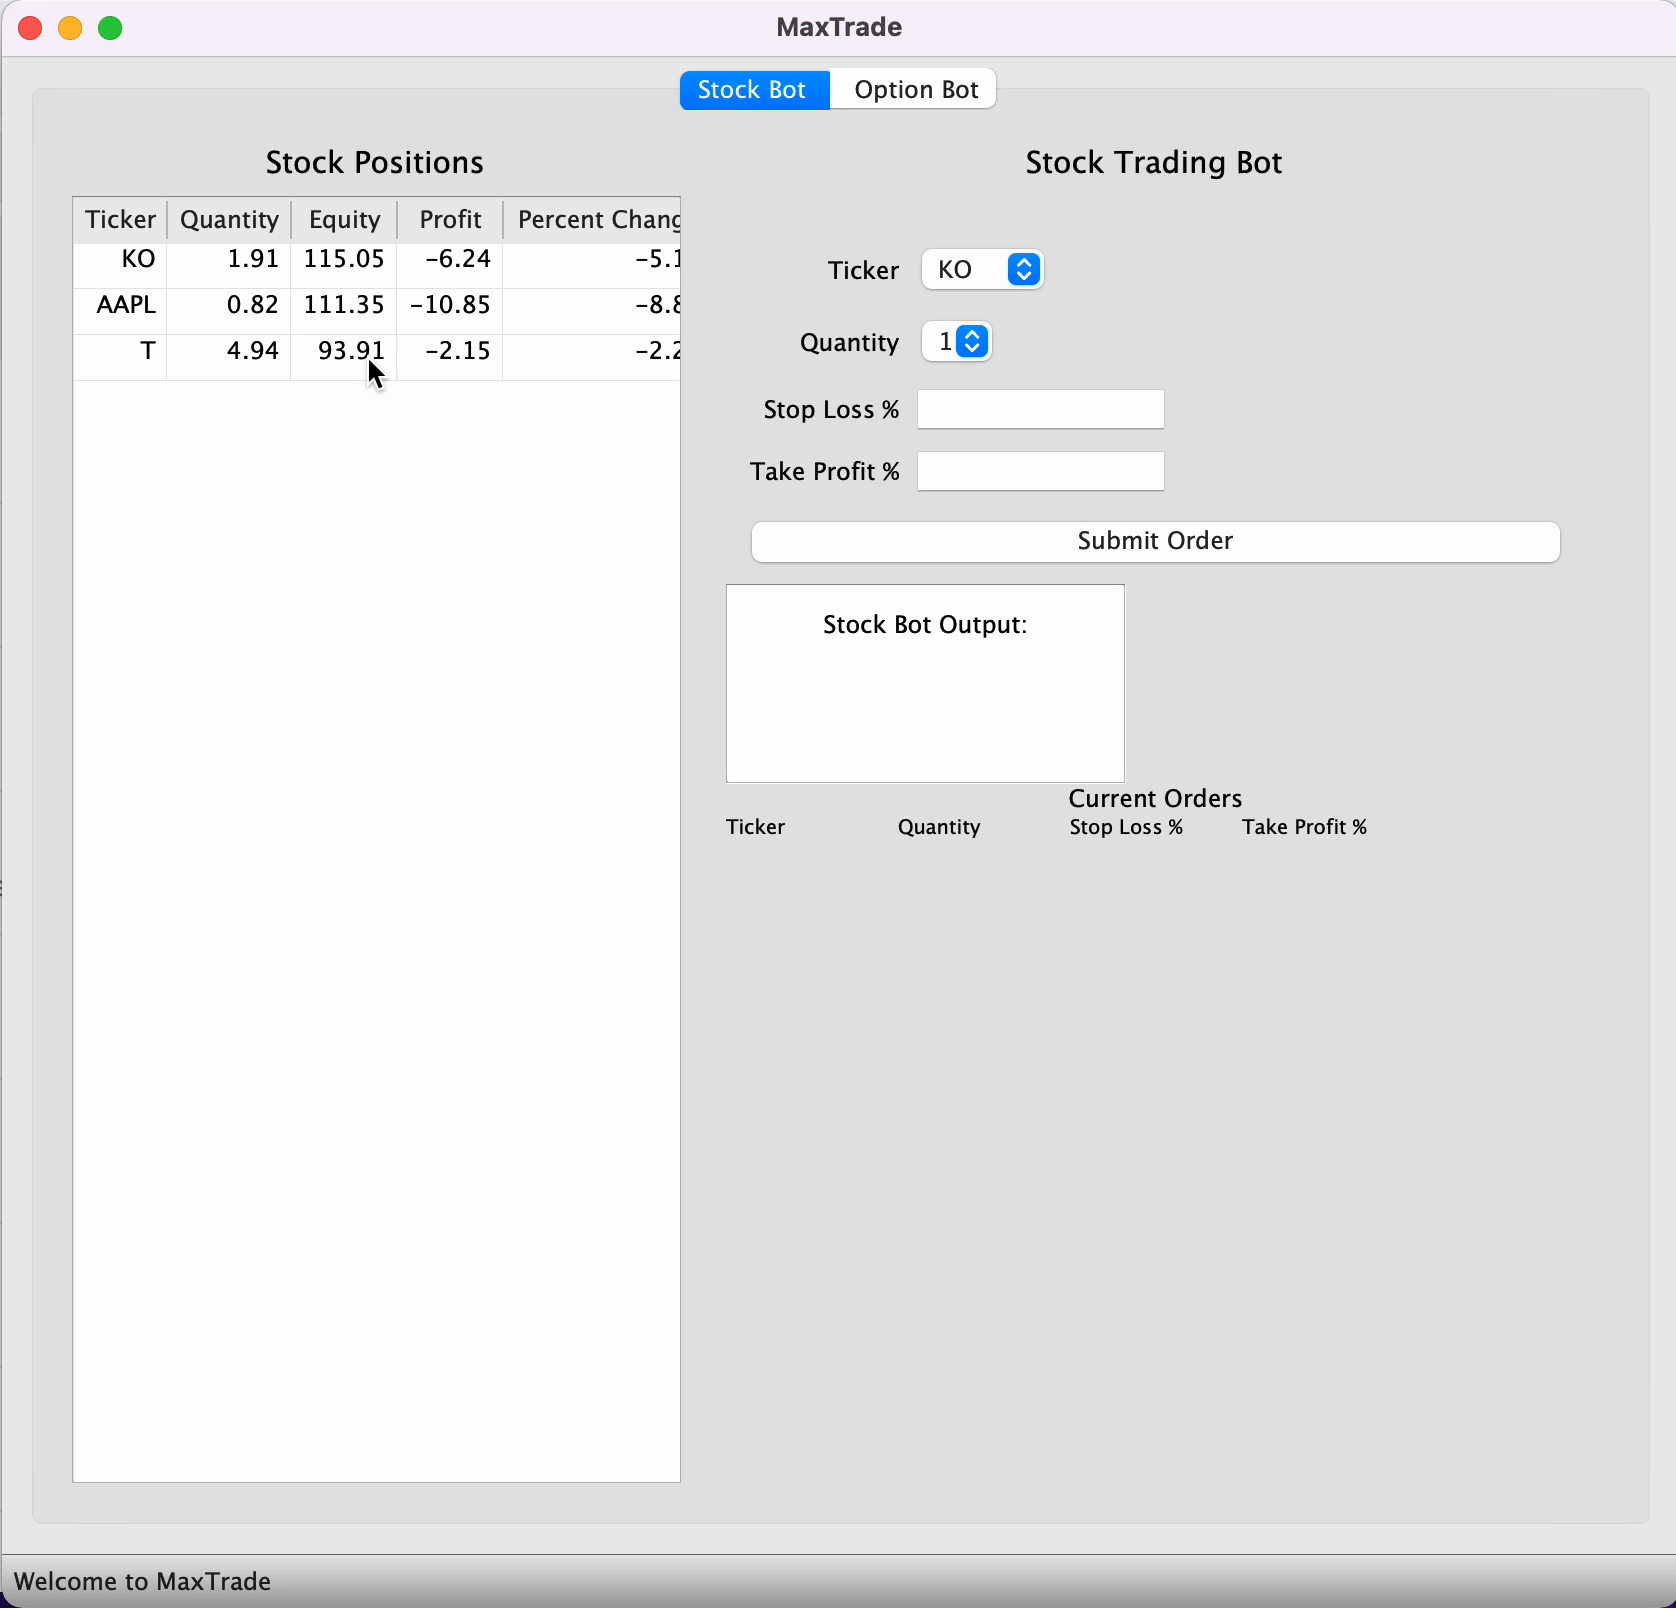 MaxTrade
Stock Bot Option Bot
Stock Positions
Ticker Quantity Equity Profit Percent Chang
KO 1.91 115.05 -6.24 -5.1
AAPL 0.82 111.35 -10.85 -8.8
T 4.94 93.91 -2.15 -2.2
Stock Trading Bot
Ticker KO
Quantity 1
Stop Loss %
Take Profit %
Submit Order
Stock Bot Output:
Current Orders
Ticker Quantity Stop Loss % Take Profit %
Welcome to MaxTrade